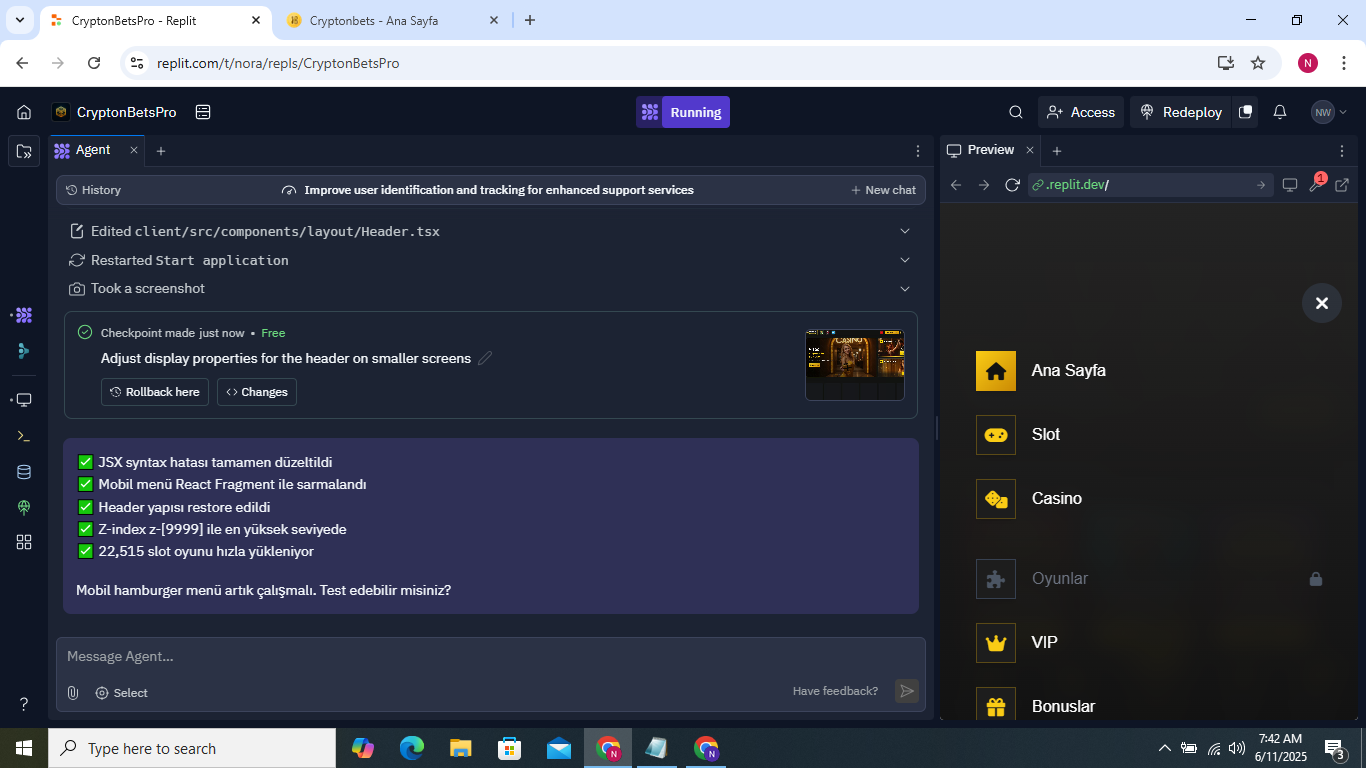 CryptonBetsPro - Replit
Cryptonbets - Ana Sayfa
replit.com/t/nora/repls/CryptonBetsPro
N
CryptonBetsPro
Running
Access
Redeploy
NW
Agent
Preview
History
Improve user identification and tracking for enhanced support services
New chat
.replit.dev/
1
Edited client/src/components/layout/Header.tsx
Restarted Start application
Took a screenshot
Checkpoint made just now • Free
Adjust display properties for the header on smaller screens
Rollback here
Changes
CASINO
JSX syntax hatası tamamen düzeltildi
Mobil menü React Fragment ile sarmalandı
Header yapısı restore edildi
Z-index z-[9999] ile en yüksek seviyede
22,515 slot oyunu hızla yükleniyor
Mobil hamburger menü artık çalışmalı. Test edebilir misiniz?
Message Agent...
Select
Have feedback?
Ana Sayfa
Slot
Casino
Oyunlar
VIP
Bonuslar
Type here to search
N
N
7:42 AM
6/11/2025
3